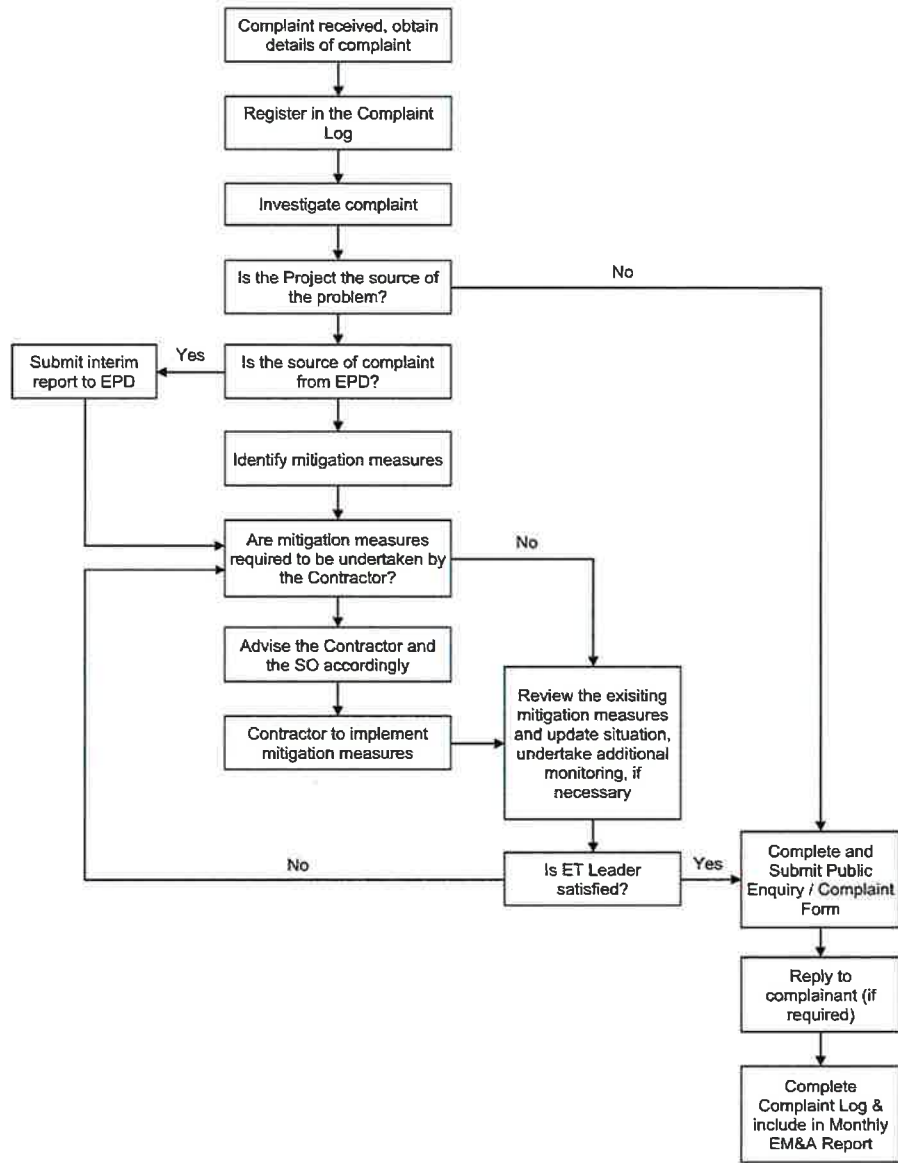 Complaint received, obtain
details of complaint
Register in the Complaint
Log
Investigate complaint
Is the Project the source of
the problem?
No
Submit interim
report to EPD
Yes
Is the source of complaint
from EPD?
Identify mitigation measures
Are mitigation measures
required to be undertaken by
the Contractor?
No
Advise the Contractor and
the SO accordingly
Contractor to implement
mitigation measures
Review the exisiting
mitigation measures
and update situation,
undertake additional
monitoring, if
necessary
No
Is ET Leader
satisfied?
Yes
Complete and
Submit Public
Enquiry / Complaint
Form
Reply to
complainant (if
required)
Complete
Complaint Log &
include in Monthly
EM&A Report